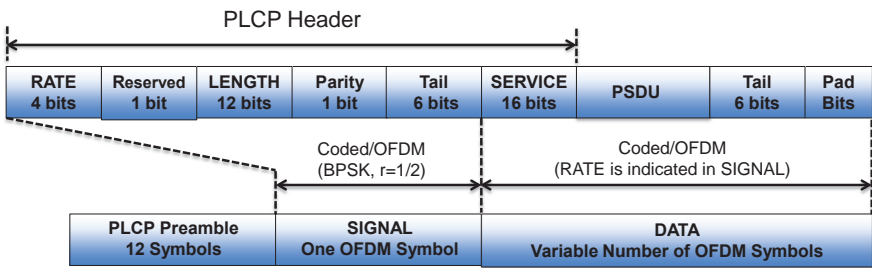 PLCP Header
RATE Reserved LENGTH Parity Tail SERVICE PSDU Tail Pad
4 bits 1 bit 12 bits 1 bit 6 bits 16 bits 6 bits Bits
Coded/OFDM Coded/OFDM
(BPSK, r=1/2) (RATE is indicated in SIGNAL)
PLCP Preamble SIGNAL DATA
12 Symbols One OFDM Symbol Variable Number of OFDM Symbols